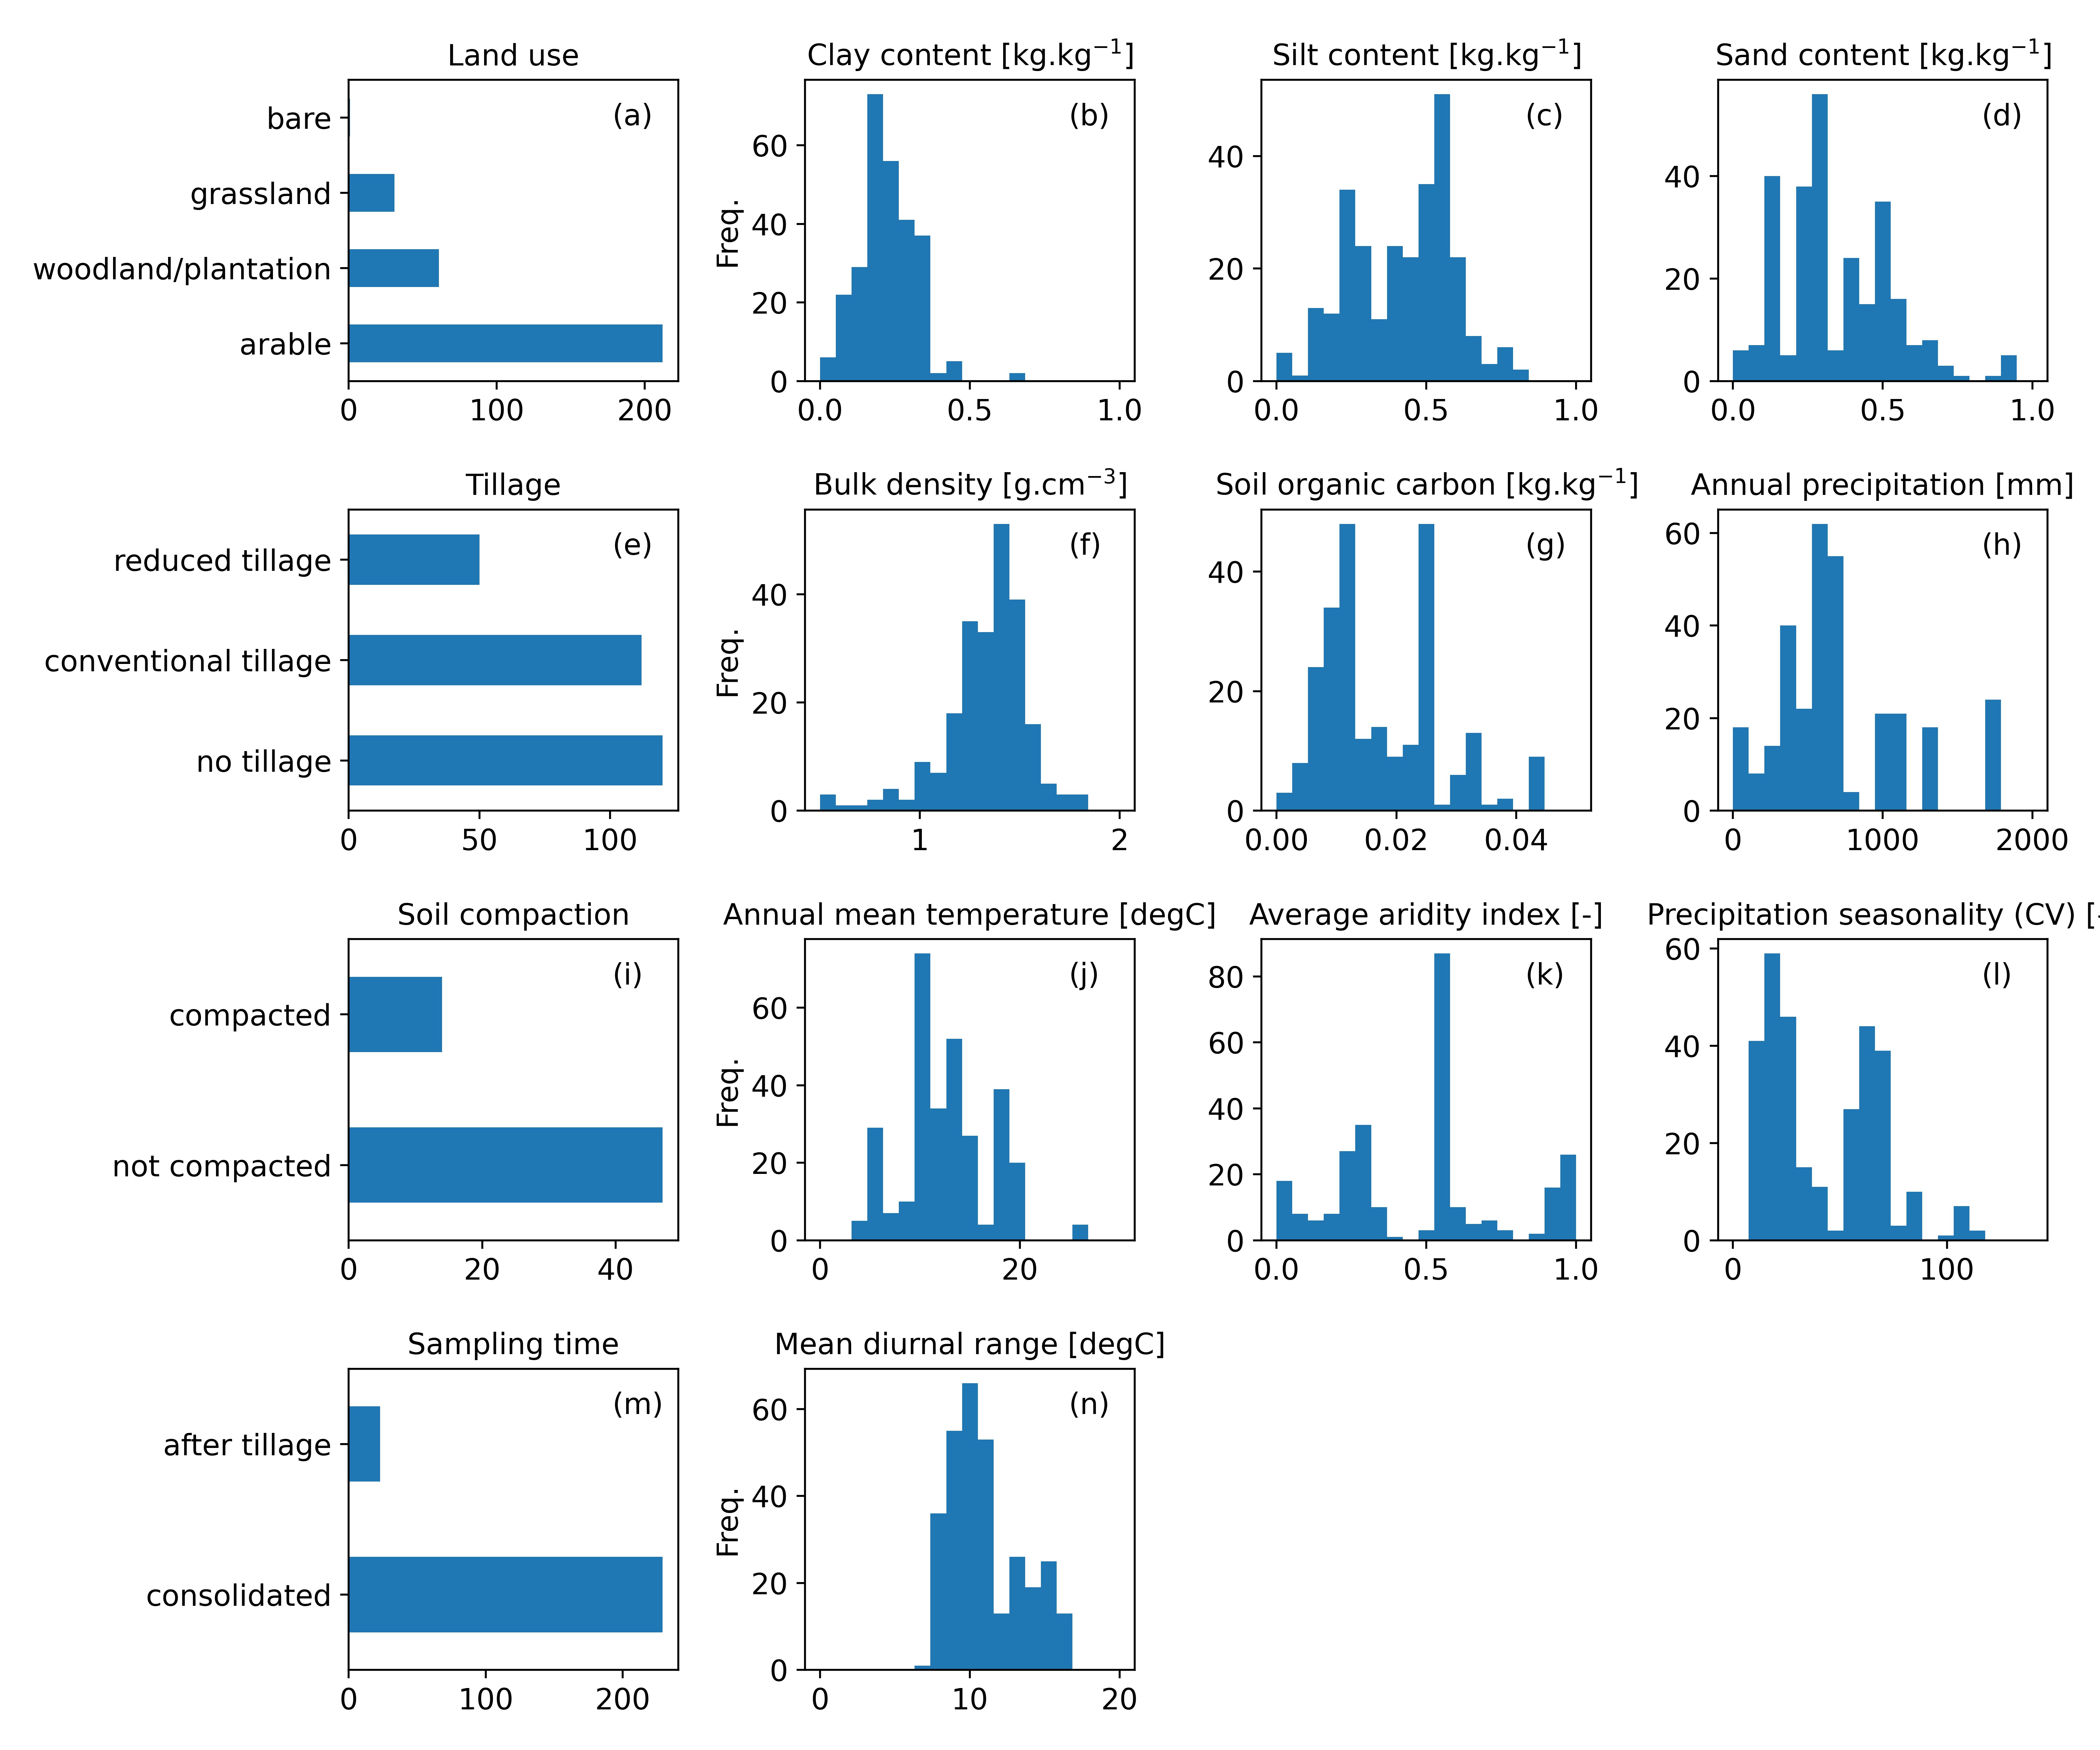 Land use
(a)
bare
grassland
woodland/plantation
arable
0 100 200
Clay content [kg.kg⁻¹]
(b)
Freq.
60
40
20
0
0.0 0.5 1.0
Silt content [kg.kg⁻¹]
(c)
40
20
0
0.0 0.5 1.0
Sand content [kg.kg⁻¹]
(d)
40
20
0
0.0 0.5 1.0
Tillage
(e)
reduced tillage
conventional tillage
no tillage
0 50 100
Bulk density [g.cm⁻³]
(f)
Freq.
40
20
0
1 2
Soil organic carbon [kg.kg⁻¹]
(g)
40
20
0
0.00 0.02 0.04
Annual precipitation [mm]
(h)
60
40
20
0
0 1000 2000
Soil compaction
(i)
compacted
not compacted
0 20 40
Annual mean temperature [degC]
(j)
Freq.
60
40
20
0
0 20
Average aridity index [-]
(k)
80
60
40
20
0
0.0 0.5 1.0
Precipitation seasonality (CV) [-
(l)
60
40
20
0
0 100
Sampling time
(m)
after tillage
consolidated
0 100 200
Mean diurnal range [degC]
(n)
Freq.
60
40
20
0
0 10 20